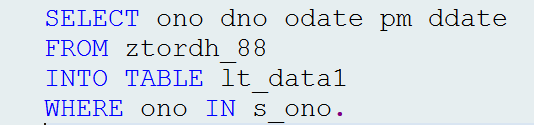 SELECT ono dno odate pm ddate
FROM ztordh_88
INTO TABLE lt_data1
WHERE ono IN s_ono.